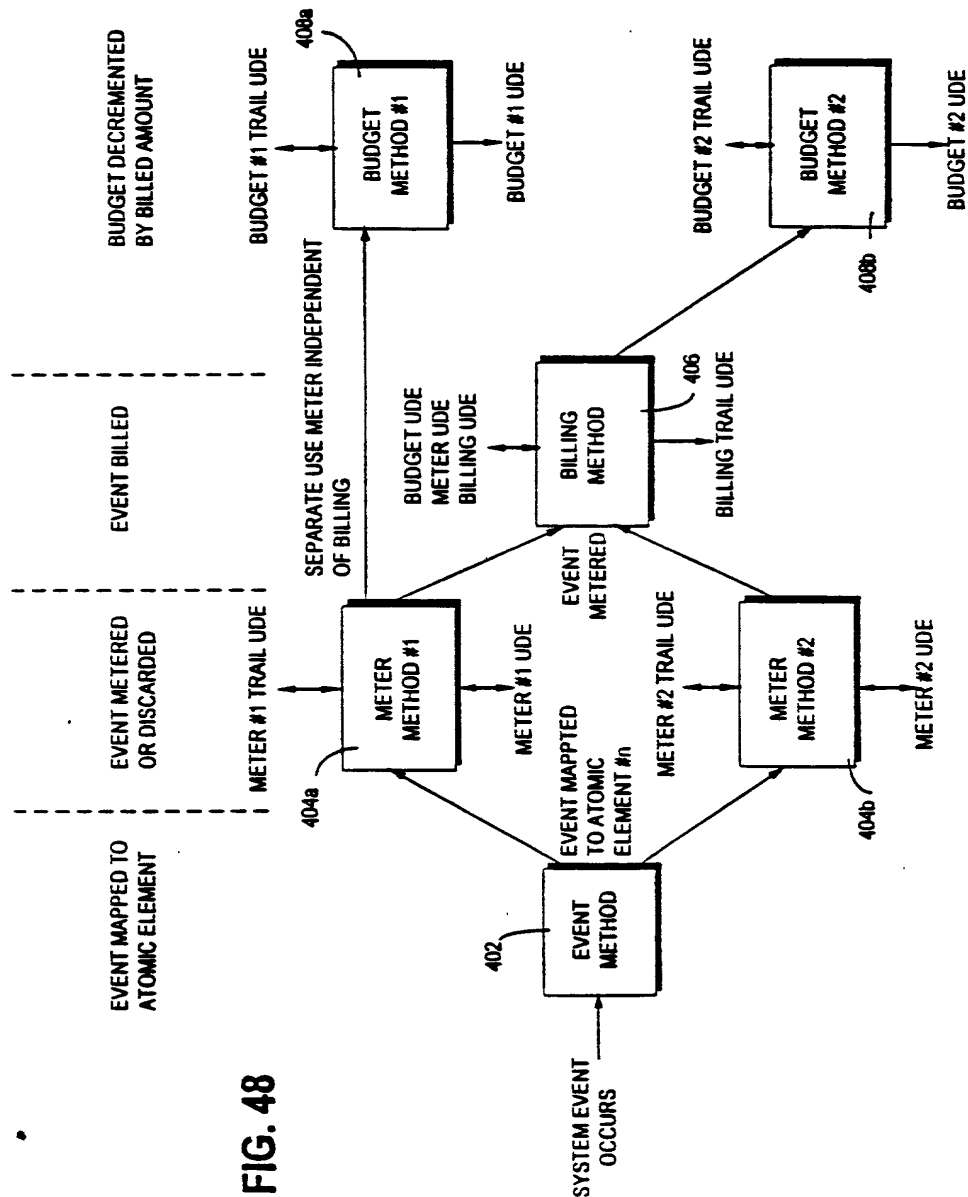 FIG. 48
EVENT MAPPED TO
ATOMIC ELEMENT
EVENT METERED
OR DISCARDED
EVENT BILLED
BUDGET DECREMENTED
BY BILLED AMOUNT
SYSTEM EVENT
OCCURS
402
EVENT
METHOD
EVENT MAPPTED
TO ATOMIC
ELEMENT #n
METER #1 TRAIL UDE
404a
METER
METHOD #1
METER #1 UDE
METER #2 TRAIL UDE
METER
METHOD #2
404b
METER #2 UDE
SEPARATE USE METER INDEPENDENT
OF BILLING
EVENT
METERED
BUDGET UDE
METER UDE
BILLING UDE
BILLING
METHOD
406
BILLING TRAIL UDE
BUDGET #1 TRAIL UDE
408a
BUDGET
METHOD #1
BUDGET #1 UDE
BUDGET #2 TRAIL UDE
BUDGET
METHOD #2
408b
BUDGET #2 UDE